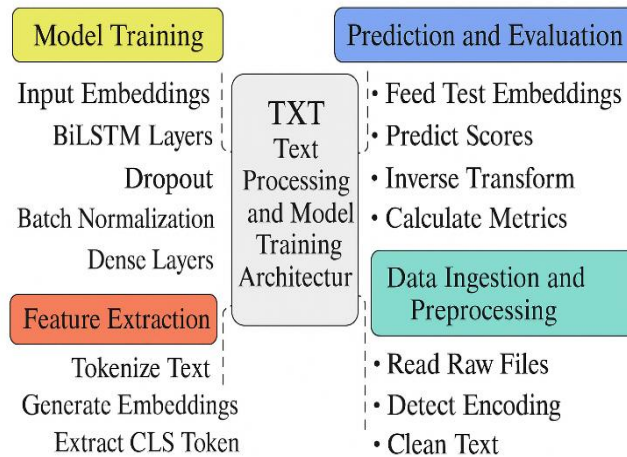 Model Training
Input Embeddings
BiLSTM Layers
Dropout
Batch Normalization
Dense Layers
Feature Extraction
Tokenize Text
Generate Embeddings
Extract CLS Token
TXT
Text
Processing
and Model
Training
Architectur
Prediction and Evaluation
• Feed Test Embeddings
• Predict Scores
• Inverse Transform
• Calculate Metrics
Data Ingestion and
Preprocessing
• Read Raw Files
• Detect Encoding
• Clean Text